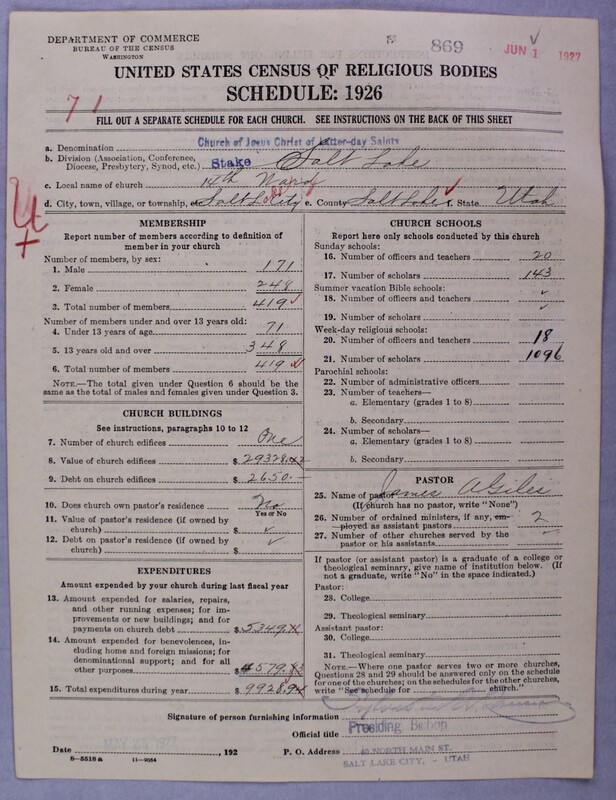 DEPARTMENT OF COMMERCE
BUREAU OF THE CENSUS
WASHINGTON
869
JUN 1 1927
UNITED STATES CENSUS OF RELIGIOUS BODIES
SCHEDULE: 1926
71
FILL OUT A SEPARATE SCHEDULE FOR EACH CHURCH. SEE INSTRUCTIONS ON THE BACK OF THIS SHEET
a. Denomination Church of Jesus Christ of Latter-day Saints
b. Division (Association, Conference, Diocese, Presbytery, Synod, etc.) Stake Salt Lake
c. Local name of church 14th Ward
d. City, town, village, or township, etc. Salt L. City e. County Salt Lake f. State Utah
MEMBERSHIP
Report number of members according to definition of
member in your church
Number of members, by sex:
1. Male 171
2. Female 248
3. Total number of members 419
Number of members under and over 13 years old:
4. Under 13 years of age 71
5. 13 years old and over 348
6. Total number of members 419
NOTE.—The total given under Question 6 should be
the same as the total of males and females given under Question 3.
CHURCH BUILDINGS
See instructions, paragraphs 10 to 12
7. Number of church edifices One
8. Value of church edifices $ 29328.
9. Debt on church edifices $ 2650.
10. Does church own pastor's residence No
Yes or No
11. Value of pastor's residence (if owned by
church) $
12. Debt on pastor's residence (if owned by
church) $
EXPENDITURES
Amount expended by your church during last fiscal year
13. Amount expended for salaries, repairs,
and other running expenses; for im-
provements or new buildings; and for
payments on church debt $ 5349.
14. Amount expended for benevolences, in-
cluding home and foreign missions; for
denominational support; and for all
other purposes $ 4579.
15. Total expenditures during year $ 9928.
CHURCH SCHOOLS
Report here only schools conducted by this church
Sunday schools:
16. Number of officers and teachers 20
17. Number of scholars 143
Summer vacation Bible schools:
18. Number of officers and teachers
19. Number of scholars
Week-day religious schools:
20. Number of officers and teachers 18
21. Number of scholars 1096
Parochial schools:
22. Number of administrative officers
23. Number of teachers—
a. Elementary (grades 1 to 8)
b. Secondary
24. Number of scholars—
a. Elementary (grades 1 to 8)
b. Secondary
PASTOR
25. Name of pastor James A Giles
(If church has no pastor, write "None")
26. Number of ordained ministers, if any, em-
ployed as assistant pastors 2
27. Number of other churches served by the
pastor or his assistants
If pastor (or assistant pastor) is a graduate of a college or
theological seminary, give name of institution below. (If
not a graduate, write "No" in the space indicated.)
Pastor:
28. College
29. Theological seminary
Assistant pastor:
30. College
31. Theological seminary
NOTE.—Where one pastor serves two or more churches,
Questions 28 and 29 should be answered only on the schedule
for one of the churches; on the schedules for the other churches,
write "See schedule for church."
Signature of person furnishing information
Official title Presiding Bishop
Date , 192 P. O. Address 40 NORTH MAIN ST.
SALT LAKE CITY, - UTAH
8-5518a 11-9554